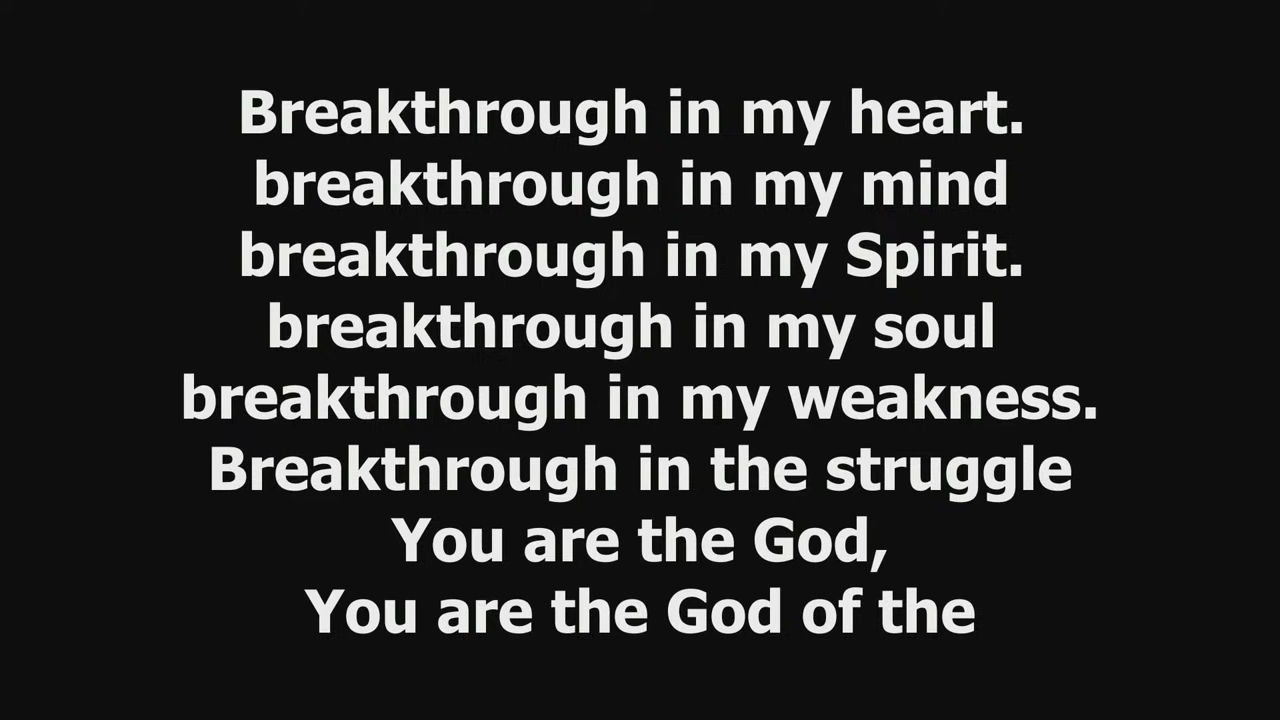 Breakthrough in my heart.
breakthrough in my mind
breakthrough in my Spirit.
breakthrough in my soul
breakthrough in my weakness.
Breakthrough in the struggle
You are the God,
You are the God of the